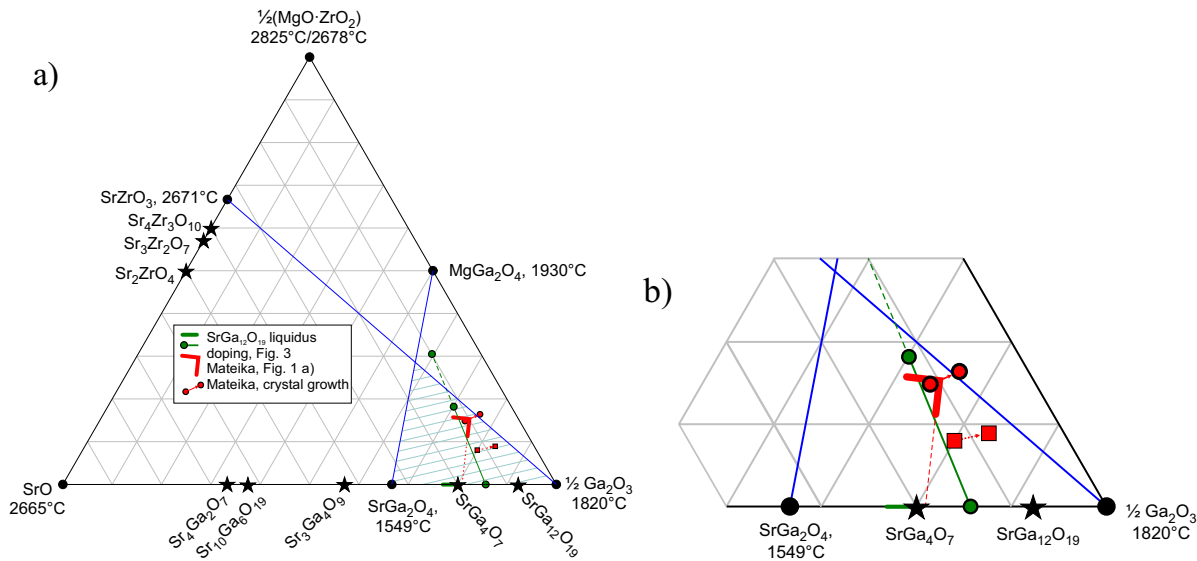 a)
½(MgO·ZrO₂)
2825°C/2678°C
SrZrO₃, 2671°C
Sr₄Zr₃O₁₀
Sr₃Zr₂O₇
Sr₂ZrO₄
MgGa₂O₄, 1930°C
SrGa₁₂O₁₉ liquidus
doping, Fig. 3
Mateika, Fig. 1 a)
Mateika, crystal growth
SrO
2665°C
Sr₄Ga₂O₇
Sr₁₀Ga₆O₁₉
Sr₃Ga₄O₉
SrGa₂O₄,
1549°C
SrGa₄O₇
SrGa₁₂O₁₉
½ Ga₂O₃
1820°C
b)
SrGa₂O₄,
1549°C
SrGa₄O₇
SrGa₁₂O₁₉
½ Ga₂O₃
1820°C